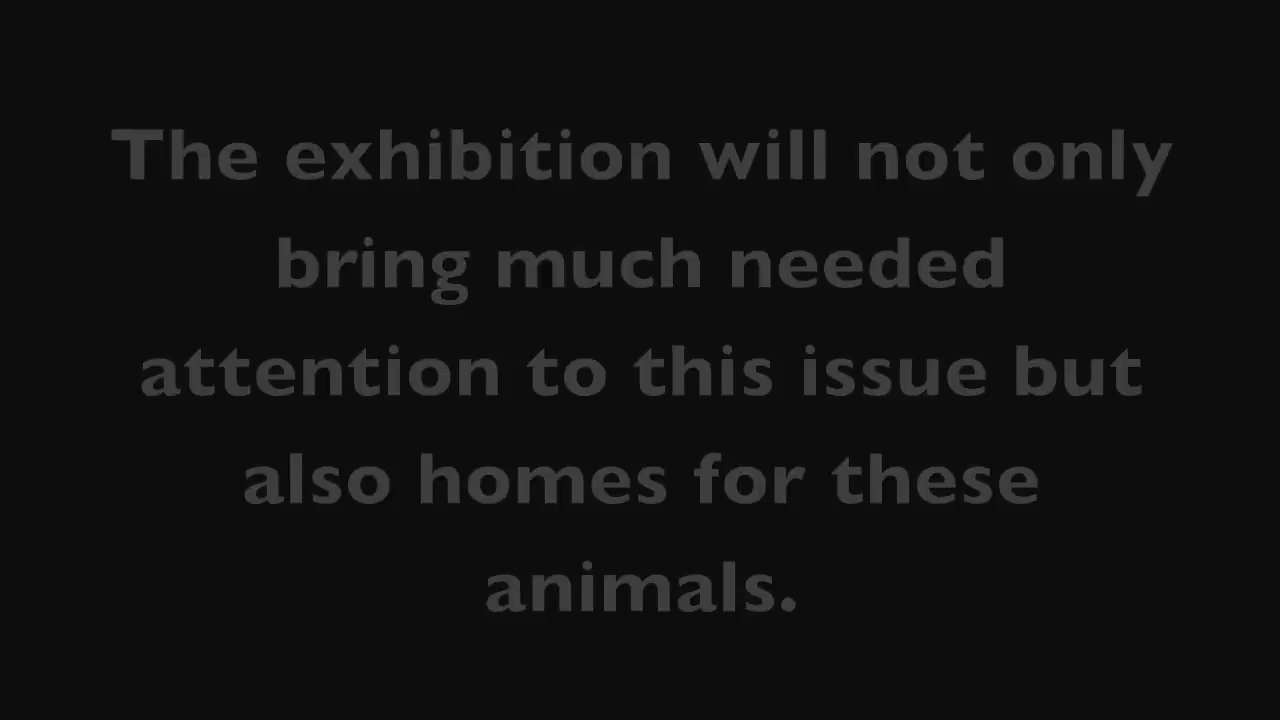 The exhibition will not only
bring much needed
attention to this issue but
also homes for these
animals.